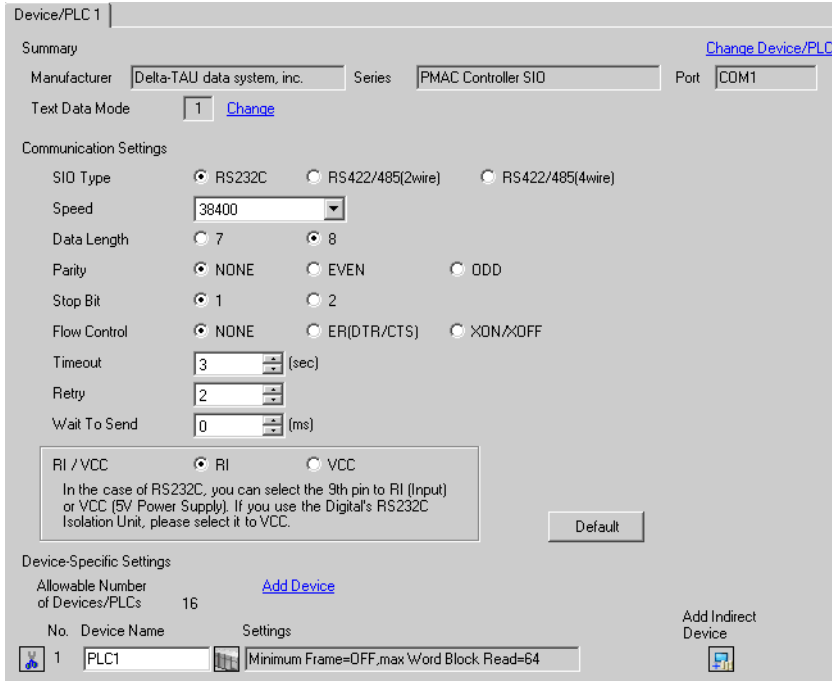 Device/PLC 1
Summary Change Device/PLC
Manufacturer Delta-TAU data system, inc. Series PMAC Controller SIO Port COM1
Text Data Mode 1 Change
Communication Settings
SIO Type RS232C RS422/485(2wire) RS422/485(4wire)
Speed 38400
Data Length 7 8
Parity NONE EVEN ODD
Stop Bit 1 2
Flow Control NONE ER(DTR/CTS) XON/XOFF
Timeout 3 (sec)
Retry 2
Wait To Send 0 (ms)
RI / VCC RI VCC
In the case of RS232C, you can select the 9th pin to RI (Input)
or VCC (5V Power Supply). If you use the Digital's RS232C
Isolation Unit, please select it to VCC.
Default
Device-Specific Settings
Allowable Number Add Device
of Devices/PLCs 16
Add Indirect
No. Device Name Settings Device
1 PLC1 Minimum Frame=OFF,max Word Block Read=64